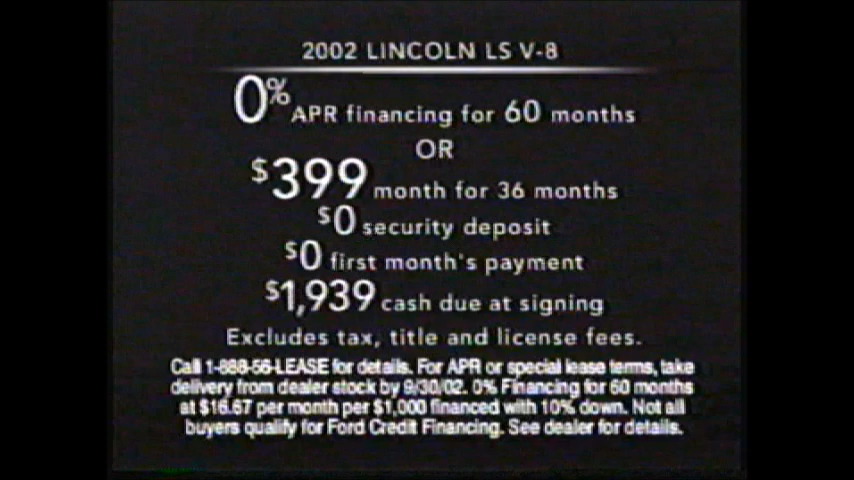 2002 LINCOLN LS V-8
0% APR financing for 60 months
OR
$399 month for 36 months
$0 security deposit
$0 first month's payment
$1,939 cash due at signing
Excludes tax, title and license fees.
Call 1-888-56-LEASE for details. For APR or special lease terms, take
delivery from dealer stock by 9/30/02. 0% Financing for 60 months
at $16.67 per month per $1,000 financed with 10% down. Not all
buyers qualify for Ford Credit Financing. See dealer for details.